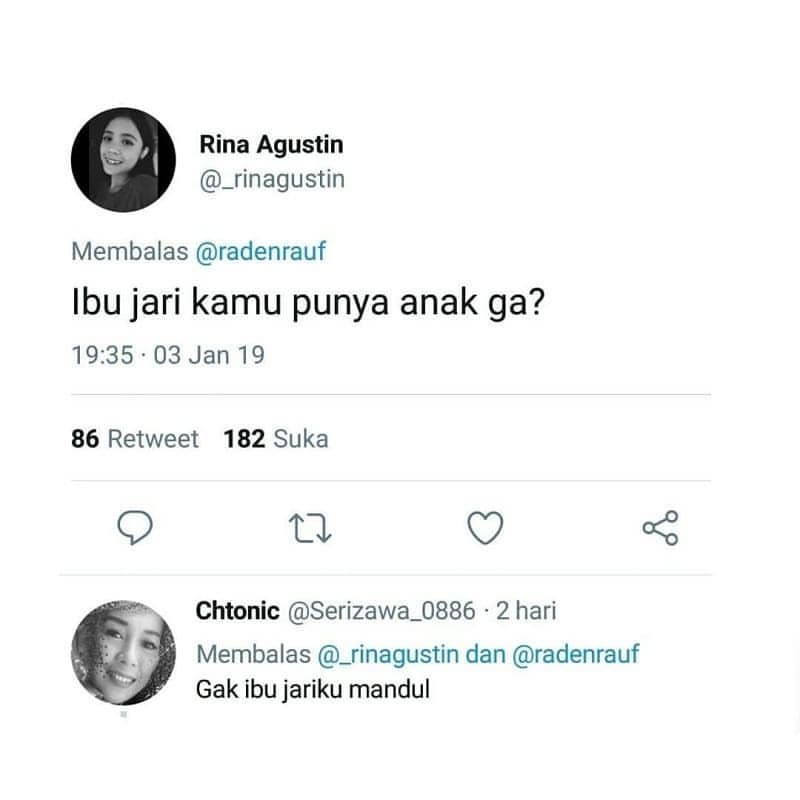 Rina Agustin
@_rinagustin
Membalas @radenrauf
Ibu jari kamu punya anak ga?
19:35 · 03 Jan 19
86 Retweet 182 Suka
Chtonic @Serizawa_0886 · 2 hari
Membalas @_rinagustin dan @radenrauf
Gak ibu jariku mandul